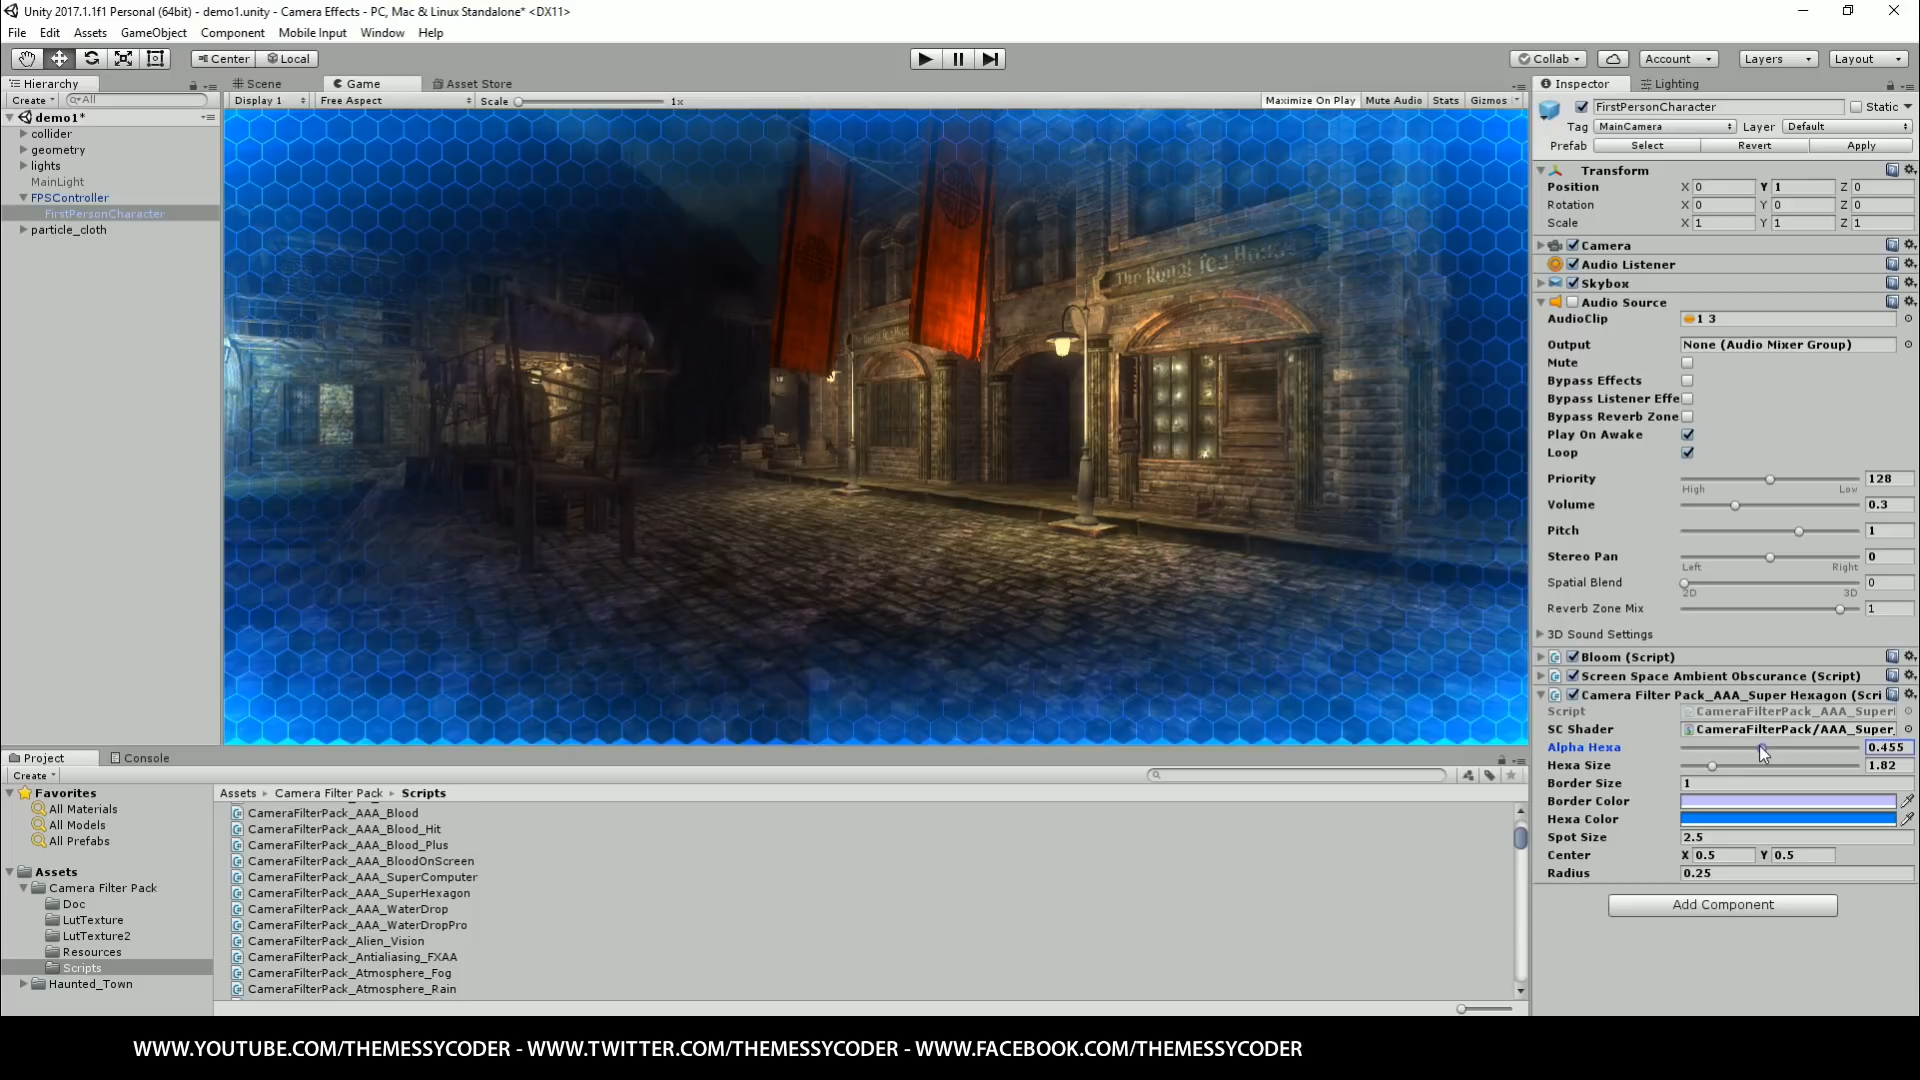 Unity 2017.1.1f1 Personal (64bit) - demo1.unity - Camera Effects - PC, Mac & Linux Standalone* <DX11>
File Edit Assets GameObject Component Mobile Input Window Help
Center Local Collab Account Layers Layout
Hierarchy
Create All
demo1*
collider
geometry
lights
MainLight
FPSController
FirstPersonCharacter
particle_cloth
Scene Game Asset Store
Display 1 Free Aspect Scale 1x Maximize On Play Mute Audio Stats Gizmos
The Royal Tea House
Inspector Lighting
FirstPersonCharacter Static
Tag MainCamera Layer Default
Prefab Select Revert Apply
Transform
Position X 0 Y 1 Z 0
Rotation X 0 Y 0 Z 0
Scale X 1 Y 1 Z 1
Camera
Audio Listener
Skybox
Audio Source
AudioClip 1 3
Output None (Audio Mixer Group)
Mute
Bypass Effects
Bypass Listener Effe
Bypass Reverb Zone
Play On Awake
Loop
Priority 128
High Low
Volume 0.3
Pitch 1
Stereo Pan 0
Left Right
Spatial Blend 0
2D 3D
Reverb Zone Mix 1
3D Sound Settings
Bloom (Script)
Screen Space Ambient Obscurance (Script)
Camera Filter Pack_AAA_Super Hexagon (Scri
Script CameraFilterPack_AAA_SuperI
SC Shader CameraFilterPack/AAA_Super_
Alpha Hexa 0.455
Hexa Size 1.82
Border Size 1
Border Color
Hexa Color
Spot Size 2.5
Center X 0.5 Y 0.5
Radius 0.25
Add Component
Project Console
Create
Favorites
All Materials
All Models
All Prefabs
Assets
Camera Filter Pack
Doc
LutTexture
LutTexture2
Resources
Scripts
Haunted_Town
Assets Camera Filter Pack Scripts
CameraFilterPack_AAA_Blood
CameraFilterPack_AAA_Blood_Hit
CameraFilterPack_AAA_Blood_Plus
CameraFilterPack_AAA_BloodOnScreen
CameraFilterPack_AAA_SuperComputer
CameraFilterPack_AAA_SuperHexagon
CameraFilterPack_AAA_WaterDrop
CameraFilterPack_AAA_WaterDropPro
CameraFilterPack_Alien_Vision
CameraFilterPack_Antialiasing_FXAA
CameraFilterPack_Atmosphere_Fog
CameraFilterPack_Atmosphere_Rain
WWW.YOUTUBE.COM/THEMESSYCODER - WWW.TWITTER.COM/THEMESSYCODER - WWW.FACEBOOK.COM/THEMESSYCODER